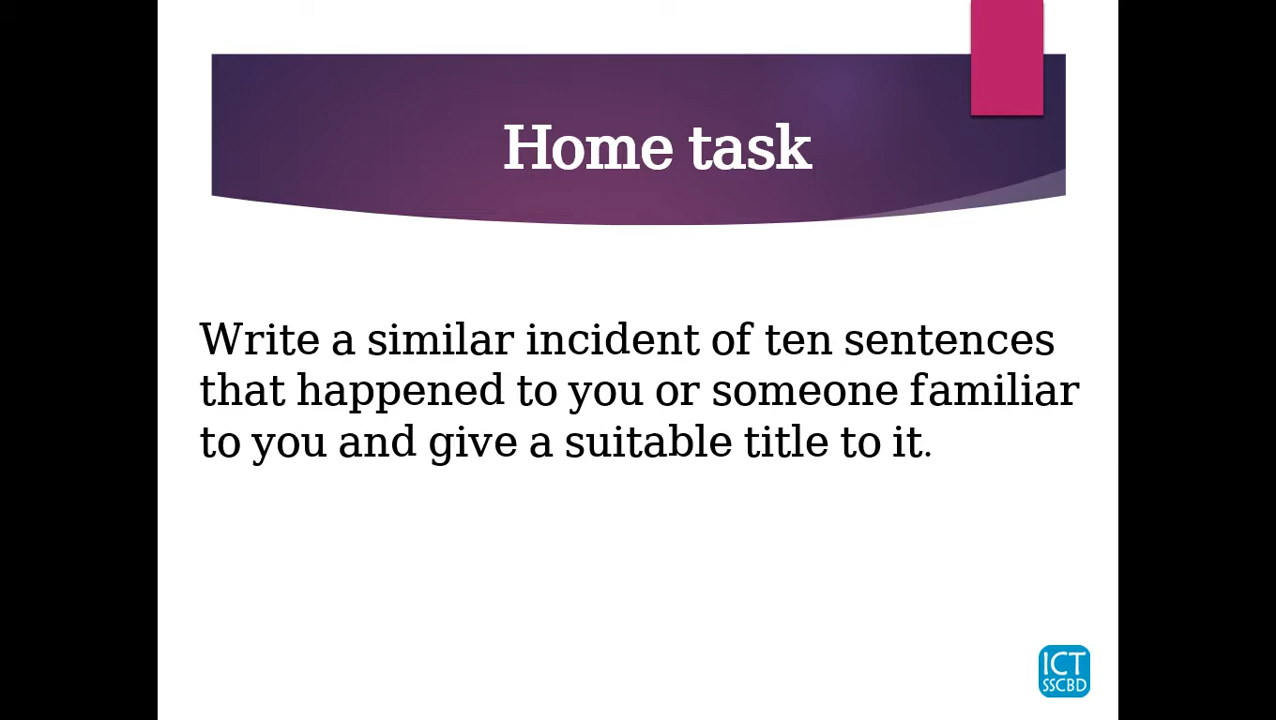 Home task
Write a similar incident of ten sentences
that happened to you or someone familiar
to you and give a suitable title to it.
ICT
SSCBD